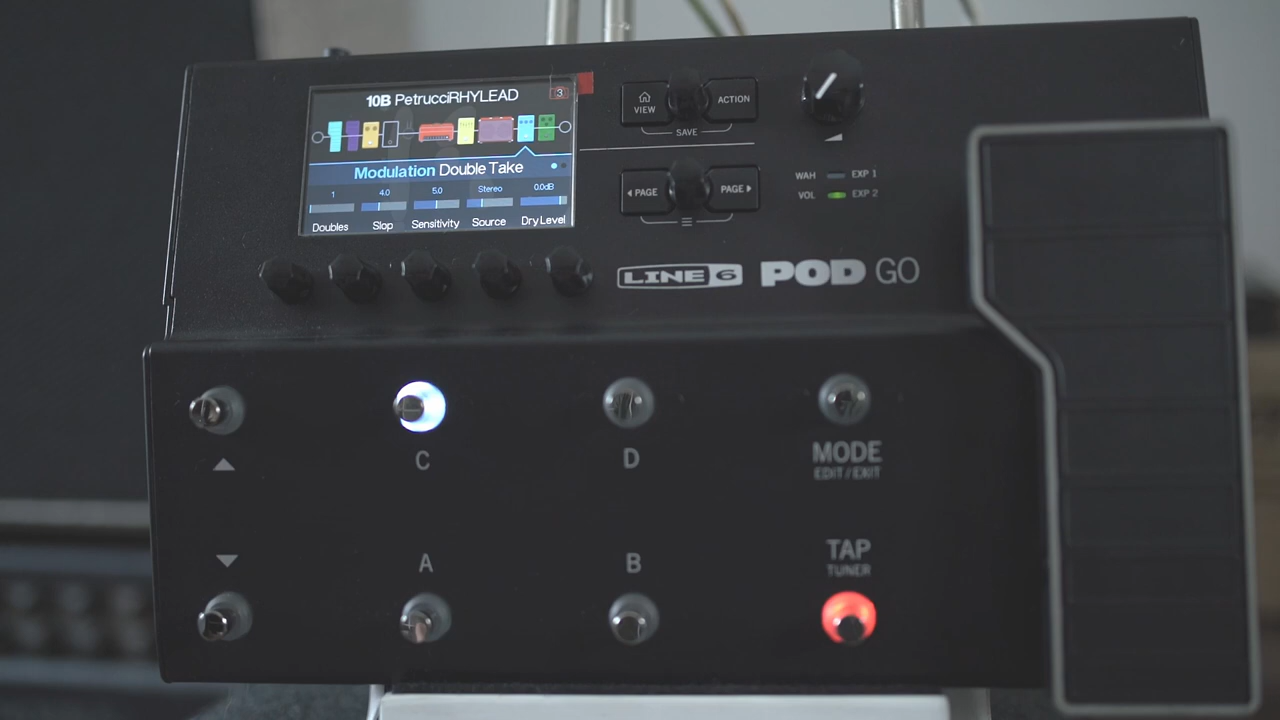 10B PetrucciRHYLEAD
3
Modulation Double Take
1 4.0 5.0 Stereo 0.0dB
Doubles Slop Sensitivity Source Dry Level
VIEW ACTION
SAVE
PAGE PAGE
WAH EXP 1
VOL EXP 2
LINE 6 POD GO
C D MODE
EDIT / EXIT
A B TAP
TUNER